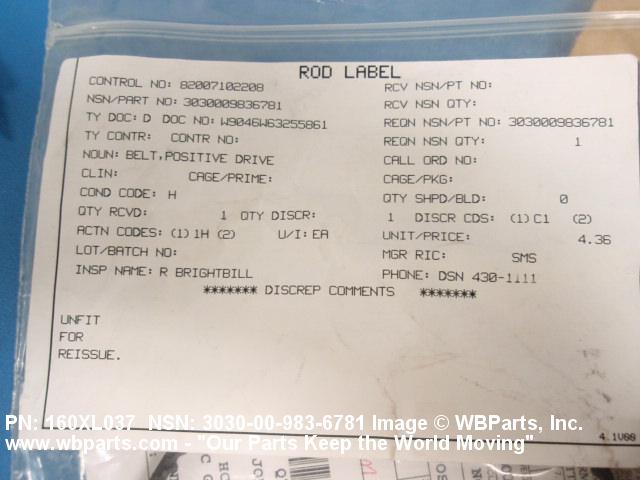 ROD LABEL
CONTROL NO: 82007102208 RCV NSN/PT NO:
NSN/PART NO: 3030009836781 RCV NSN QTY:
TY DOC: D DOC NO: W9046W63255861 REQN NSN/PT NO: 3030009836781
TY CONTR: CONTR NO: REQN NSN QTY: 1
NOUN: BELT,POSITIVE DRIVE CALL ORD NO:
CLIN: CAGE/PRIME: CAGE/PKG:
COND CODE: H QTY SHPD/BLD: 0
QTY RCVD: 1 QTY DISCR: 1 DISCR CDS: (1) C1 (2)
ACTN CODES: (1) 1H (2) U/I: EA UNIT/PRICE: 4.36
LOT/BATCH NO: MGR RIC: SMS
INSP NAME: R BRIGHTBILL PHONE: DSN 430-1111
******* DISCREP COMMENTS *******
UNFIT
FOR
REISSUE.
PN: 160XL037 NSN: 3030-00-983-6781 Image © WBParts, Inc.
4.1V88
www.wbparts.com - "Our Parts Keep the World Moving"